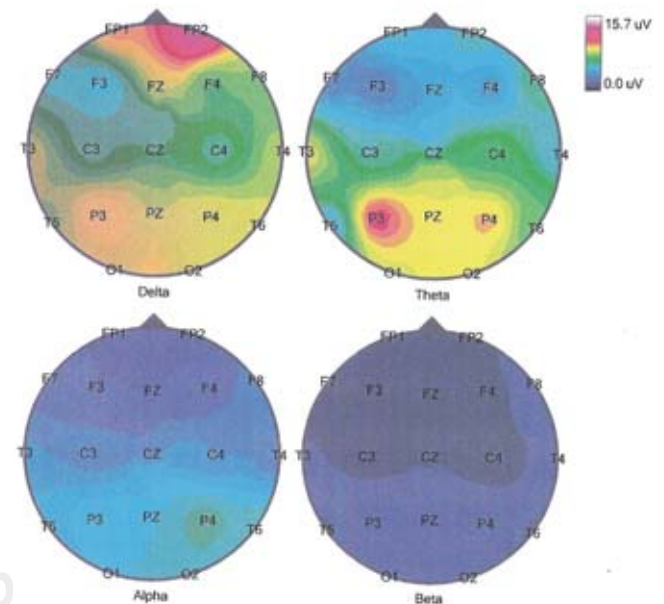 FP1 FP2
F7 F3 FZ F4 F8
T3 C3 CZ C4 T4
T5 P3 PZ P4 T6
O1 O2
Delta
FP1 FP2
F7 F3 FZ F4 F8
T3 C3 CZ C4 T4
T5 P3 PZ P4 T6
O1 O2
Theta
15.7 uV
0.0 uV
FP1 FP2
F7 F3 FZ F4 F8
T3 C3 CZ C4 T4
T5 P3 PZ P4 T6
O1 O2
Alpha
FP1 FP2
F7 F3 FZ F4 F8
T3 C3 CZ C4 T4
T5 P3 PZ P4 T6
O1 O2
Beta